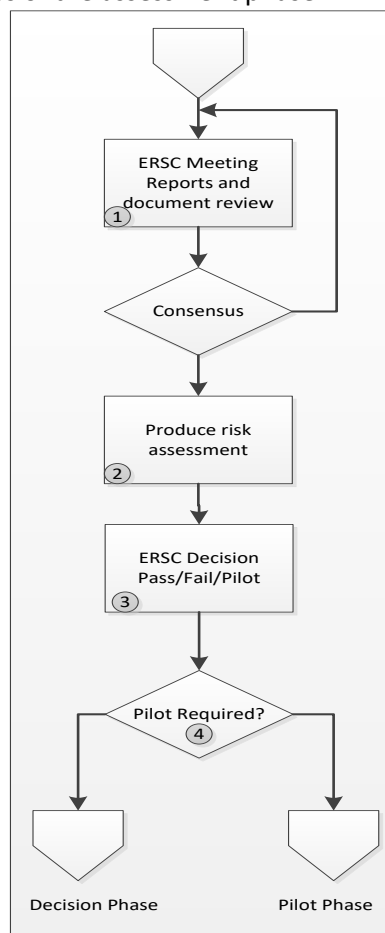 ERSC Meeting
Reports and
document review
1
Consensus
Produce risk
assessment
2
ERSC Decision
Pass/Fail/Pilot
3
Pilot Required?
4
Decision Phase
Pilot Phase